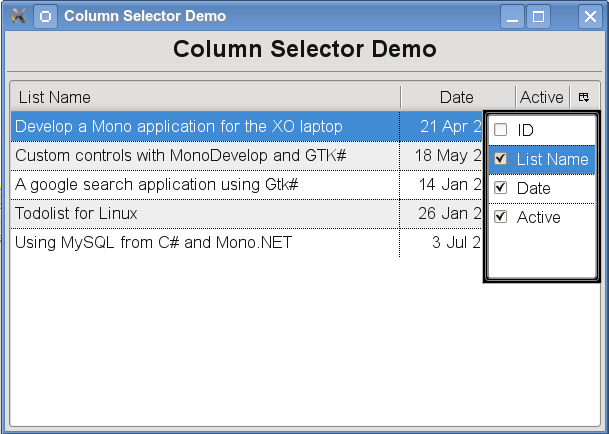 Column Selector Demo
Column Selector Demo
List Name Date Active
Develop a Mono application for the XO laptop 21 Apr 2
Custom controls with MonoDevelop and GTK# 18 May 2
A google search application using Gtk# 14 Jan 2
Todolist for Linux 26 Jan 2
Using MySQL from C# and Mono.NET 3 Jul 2
ID
List Name
Date
Active